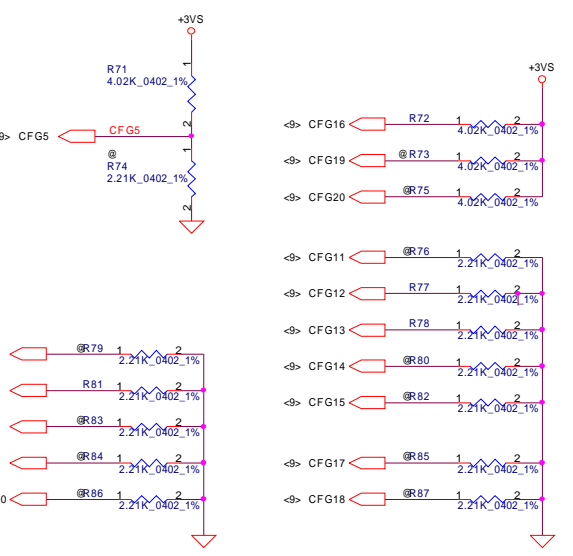 +3VS
1
R71
4.02K_0402_1%
2
9> CFG5
CFG5
@
R74
2.21K_0402_1%
1
2
+3VS
<9> CFG16 R72 1 2
4.02K_0402_1%
<9> CFG19 @ R73 1 2
4.02K_0402_1%
<9> CFG20 @R75 1 2
4.02K_0402_1%
<9> CFG11 @R76 1 2
2.21K_0402_1%
<9> CFG12 R77 1 2
2.21K_0402_1%
<9> CFG13 R78 1 2
2.21K_0402_1%
<9> CFG14 @R80 1 2
2.21K_0402_1%
<9> CFG15 @R82 1 2
2.21K_0402_1%
<9> CFG17 @R85 1 2
2.21K_0402_1%
<9> CFG18 @R87 1 2
2.21K_0402_1%
@R79 1 2
2.21K_0402_1%
R81 1 2
2.21K_0402_1%
@R83 1 2
2.21K_0402_1%
@R84 1 2
2.21K_0402_1%
0 @R86 1 2
2.21K_0402_1%